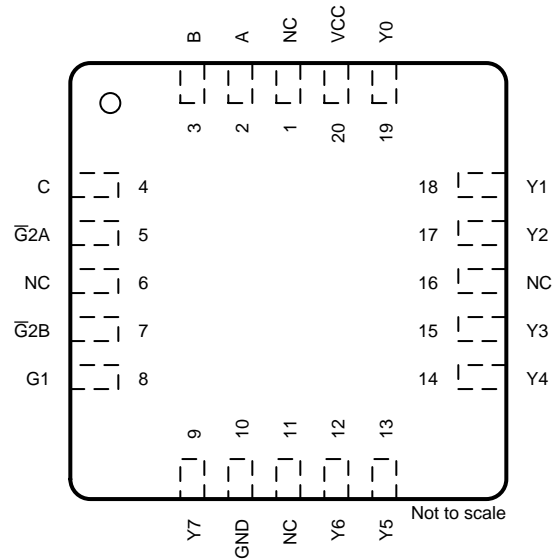 B A NC VCC Y0
3 2 1 20 19
C 4 18 Y1
G̅2A 5 17 Y2
NC 6 16 NC
G̅2B 7 15 Y3
G1 8 14 Y4
9 10 11 12 13
Y7 GND NC Y6 Y5
Not to scale